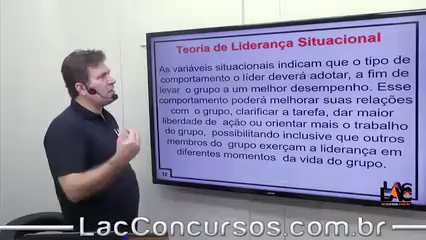 Teoria de Liderança Situacional
As variáveis situacionais indicam que o tipo de
comportamento o líder deverá adotar, a fim de
levar o grupo a um melhor desempenho. Esse
comportamento poderá melhorar suas relações
com o grupo, clarificar a tarefa, dar maior
liberdade de ação ou orientar mais o trabalho
do grupo, possibilitando inclusive que outros
membros do grupo exerçam a liderança em
diferentes momentos da vida do grupo.
12
LAC
LacConcursos.com.br